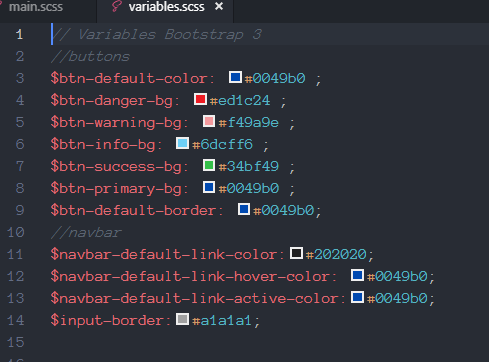 main.scss variables.scss ×
1 // Variables Bootstrap 3
2 //buttons
3 $btn-default-color: #0049b0 ;
4 $btn-danger-bg: #ed1c24 ;
5 $btn-warning-bg: #f49a9e ;
6 $btn-info-bg: #6dcff6 ;
7 $btn-success-bg: #34bf49 ;
8 $btn-primary-bg: #0049b0 ;
9 $btn-default-border: #0049b0;
10 //navbar
11 $navbar-default-link-color: #202020;
12 $navbar-default-link-hover-color: #0049b0;
13 $navbar-default-link-active-color: #0049b0;
14 $input-border: #a1a1a1;
15
16